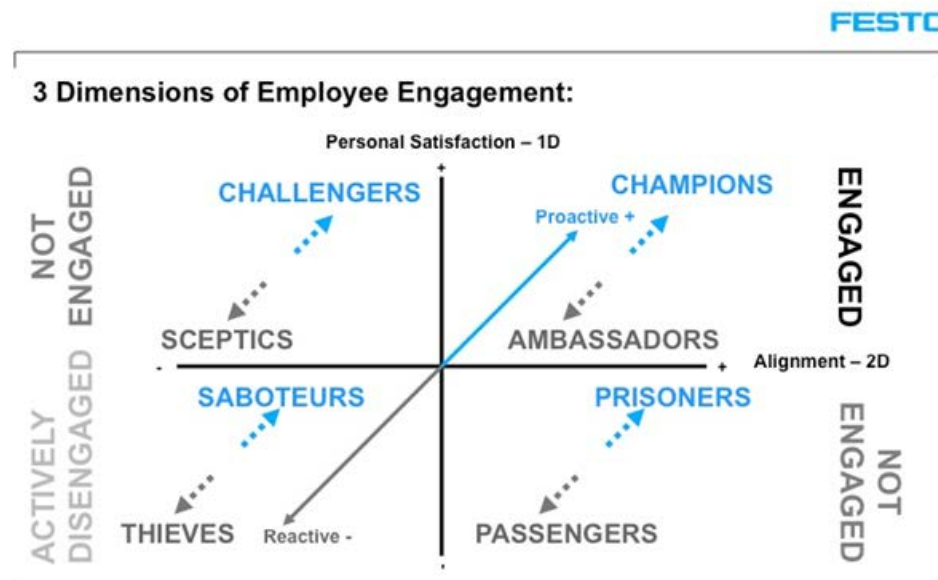 FESTO
3 Dimensions of Employee Engagement:
Personal Satisfaction – 1D
+
NOT
ENGAGED
CHALLENGERS
CHAMPIONS
ENGAGED
Proactive +
SCEPTICS
AMBASSADORS
-
+
Alignment – 2D
ACTIVELY
DISENGAGED
SABOTEURS
PRISONERS
NOT
ENGAGED
THIEVES
Reactive -
PASSENGERS
-